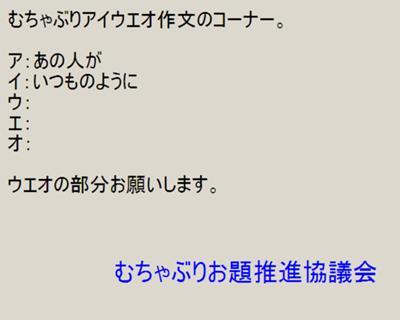 むちゃぶりアイウエオ作文のコーナー。
ア：あの人が
イ：いつものように
ウ：
エ：
オ：
ウエオの部分お願いします。
むちゃぶりお題推進協議会